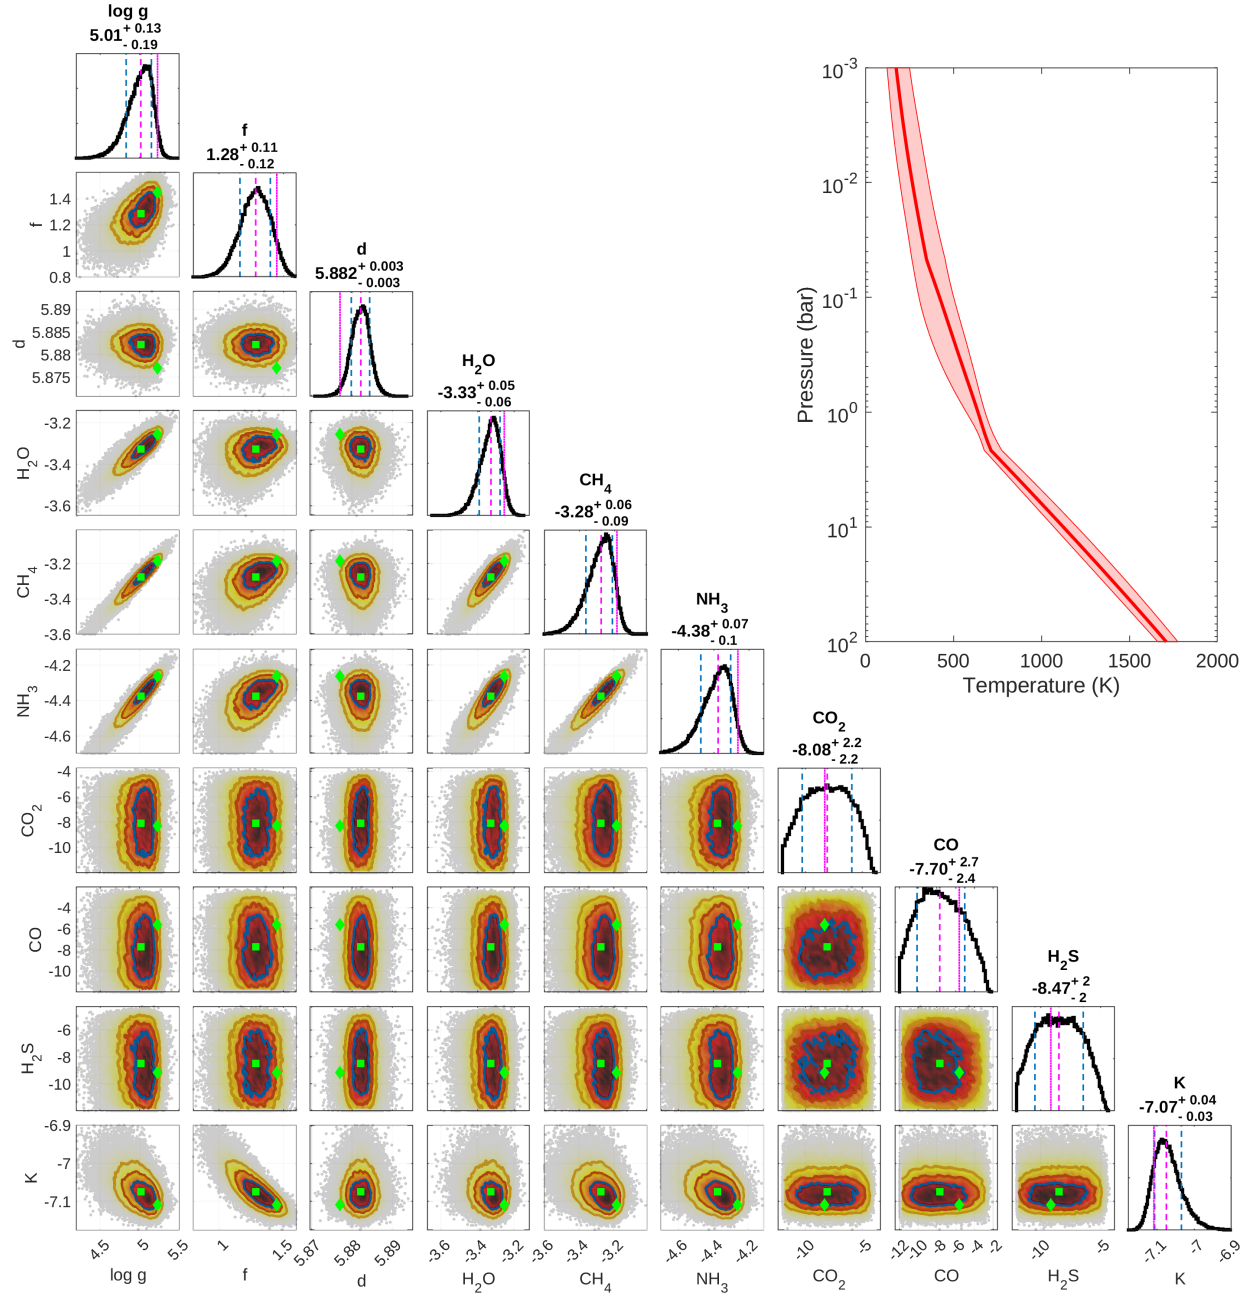 log g
5.01+ 0.13 - 0.19
f
1.28+ 0.11 - 0.12
d
5.882+ 0.003 - 0.003
H2O
-3.33+ 0.05 - 0.06
CH4
-3.28+ 0.06 - 0.09
NH3
-4.38+ 0.07 - 0.1
CO2
-8.08+ 2.2 - 2.2
CO
-7.70+ 2.7 - 2.4
H2S
-8.47+ 2 - 2
K
-7.07+ 0.04 - 0.03
10-3
10-2
10-1
100
101
102
Pressure (bar)
0 500 1000 1500 2000
Temperature (K)
f
1.4
1.2
1
0.8
d
5.89
5.885
5.88
5.875
H2O
-3.2
-3.4
-3.6
CH4
-3.2
-3.4
-3.6
NH3
-4.2
-4.4
-4.6
CO2
-4
-6
-8
-10
CO
-4
-6
-8
-10
H2S
-6
-8
-10
K
-6.9
-7
-7.1
4.5 5 5.5 1 1.5 5.87 5.88 5.89 -3.6 -3.4 -3.2 -3.6 -3.4 -3.2 -4.6 -4.4 -4.2 -10 -5 -12 -10 -8 -6 -4 -2 -10 -5 -7.1 -7 -6.9
log g f d H2O CH4 NH3 CO2 CO H2S K